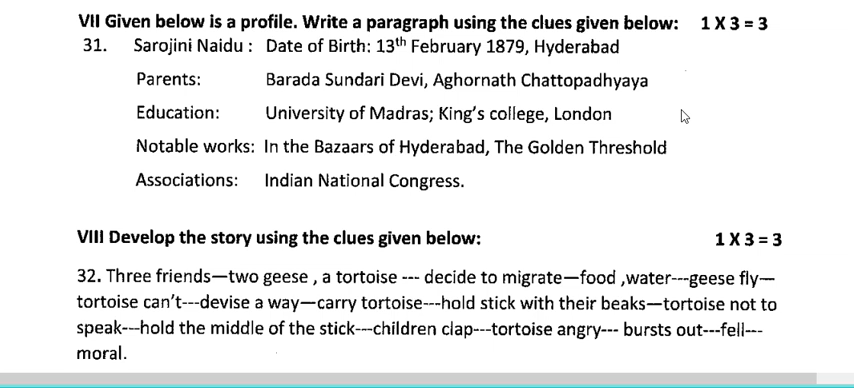 VII Given below is a profile. Write a paragraph using the clues given below: 1 X 3 = 3
31. Sarojini Naidu : Date of Birth: 13th February 1879, Hyderabad
Parents: Barada Sundari Devi, Aghornath Chattopadhyaya
Education: University of Madras; King's college, London
Notable works: In the Bazaars of Hyderabad, The Golden Threshold
Associations: Indian National Congress.
VIII Develop the story using the clues given below: 1 X 3 = 3
32. Three friends—two geese , a tortoise --- decide to migrate—food ,water---geese fly—
tortoise can't---devise a way—carry tortoise---hold stick with their beaks—tortoise not to
speak---hold the middle of the stick---children clap---tortoise angry--- bursts out---fell---
moral.